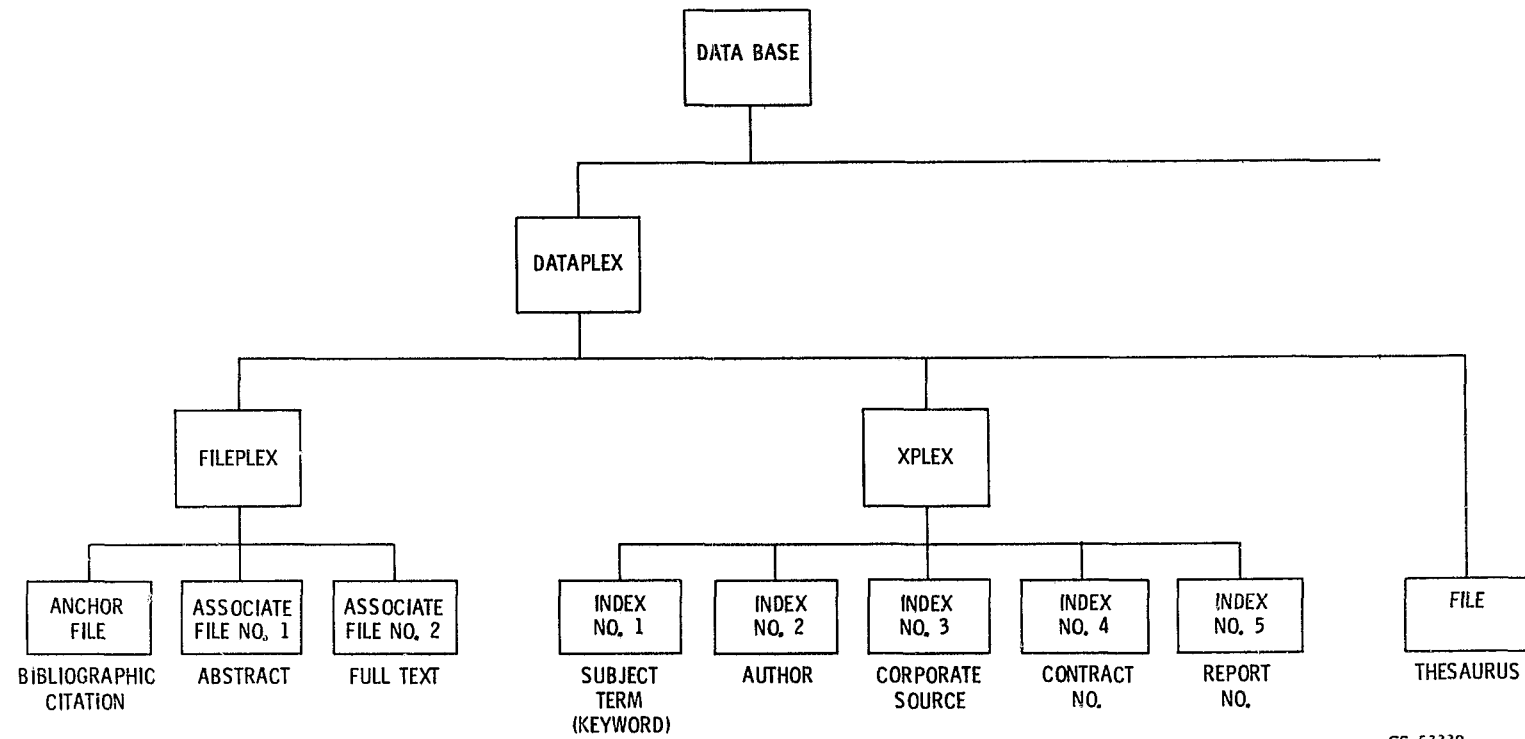 DATA BASE
DATAPLEX
FILEPLEX
XPLEX
ANCHOR
FILE
ASSOCIATE
FILE NO. 1
ASSOCIATE
FILE NO. 2
INDEX
NO. 1
INDEX
NO. 2
INDEX
NO. 3
INDEX
NO. 4
INDEX
NO. 5
FILE
BIBLIOGRAPHIC
CITATION
ABSTRACT
FULL TEXT
SUBJECT
TERM
(KEYWORD)
AUTHOR
CORPORATE
SOURCE
CONTRACT
NO.
REPORT
NO.
THESAURUS